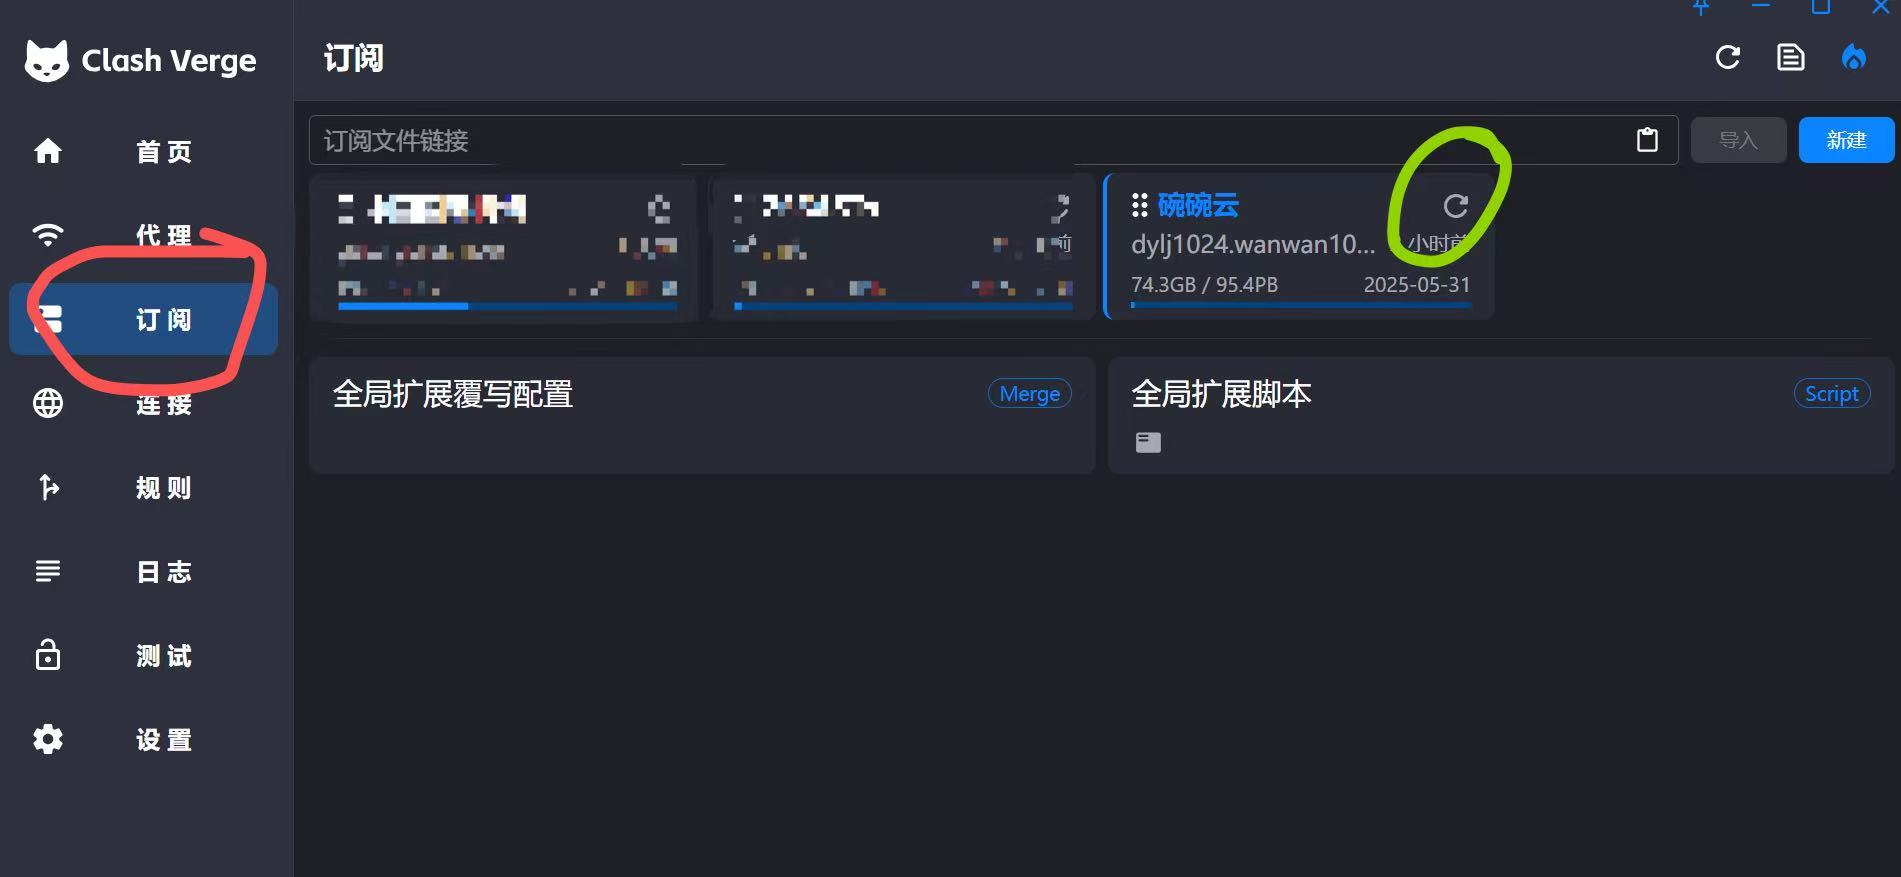 Clash Verge
首页
代理
订阅
连接
规则
日志
测试
设置
订阅
订阅文件链接
导入
新建
前
碗碗云
dylj1024.wanwan10...
小时前
74.3GB / 95.4PB
2025-05-31
全局扩展覆写配置
Merge
全局扩展脚本
Script